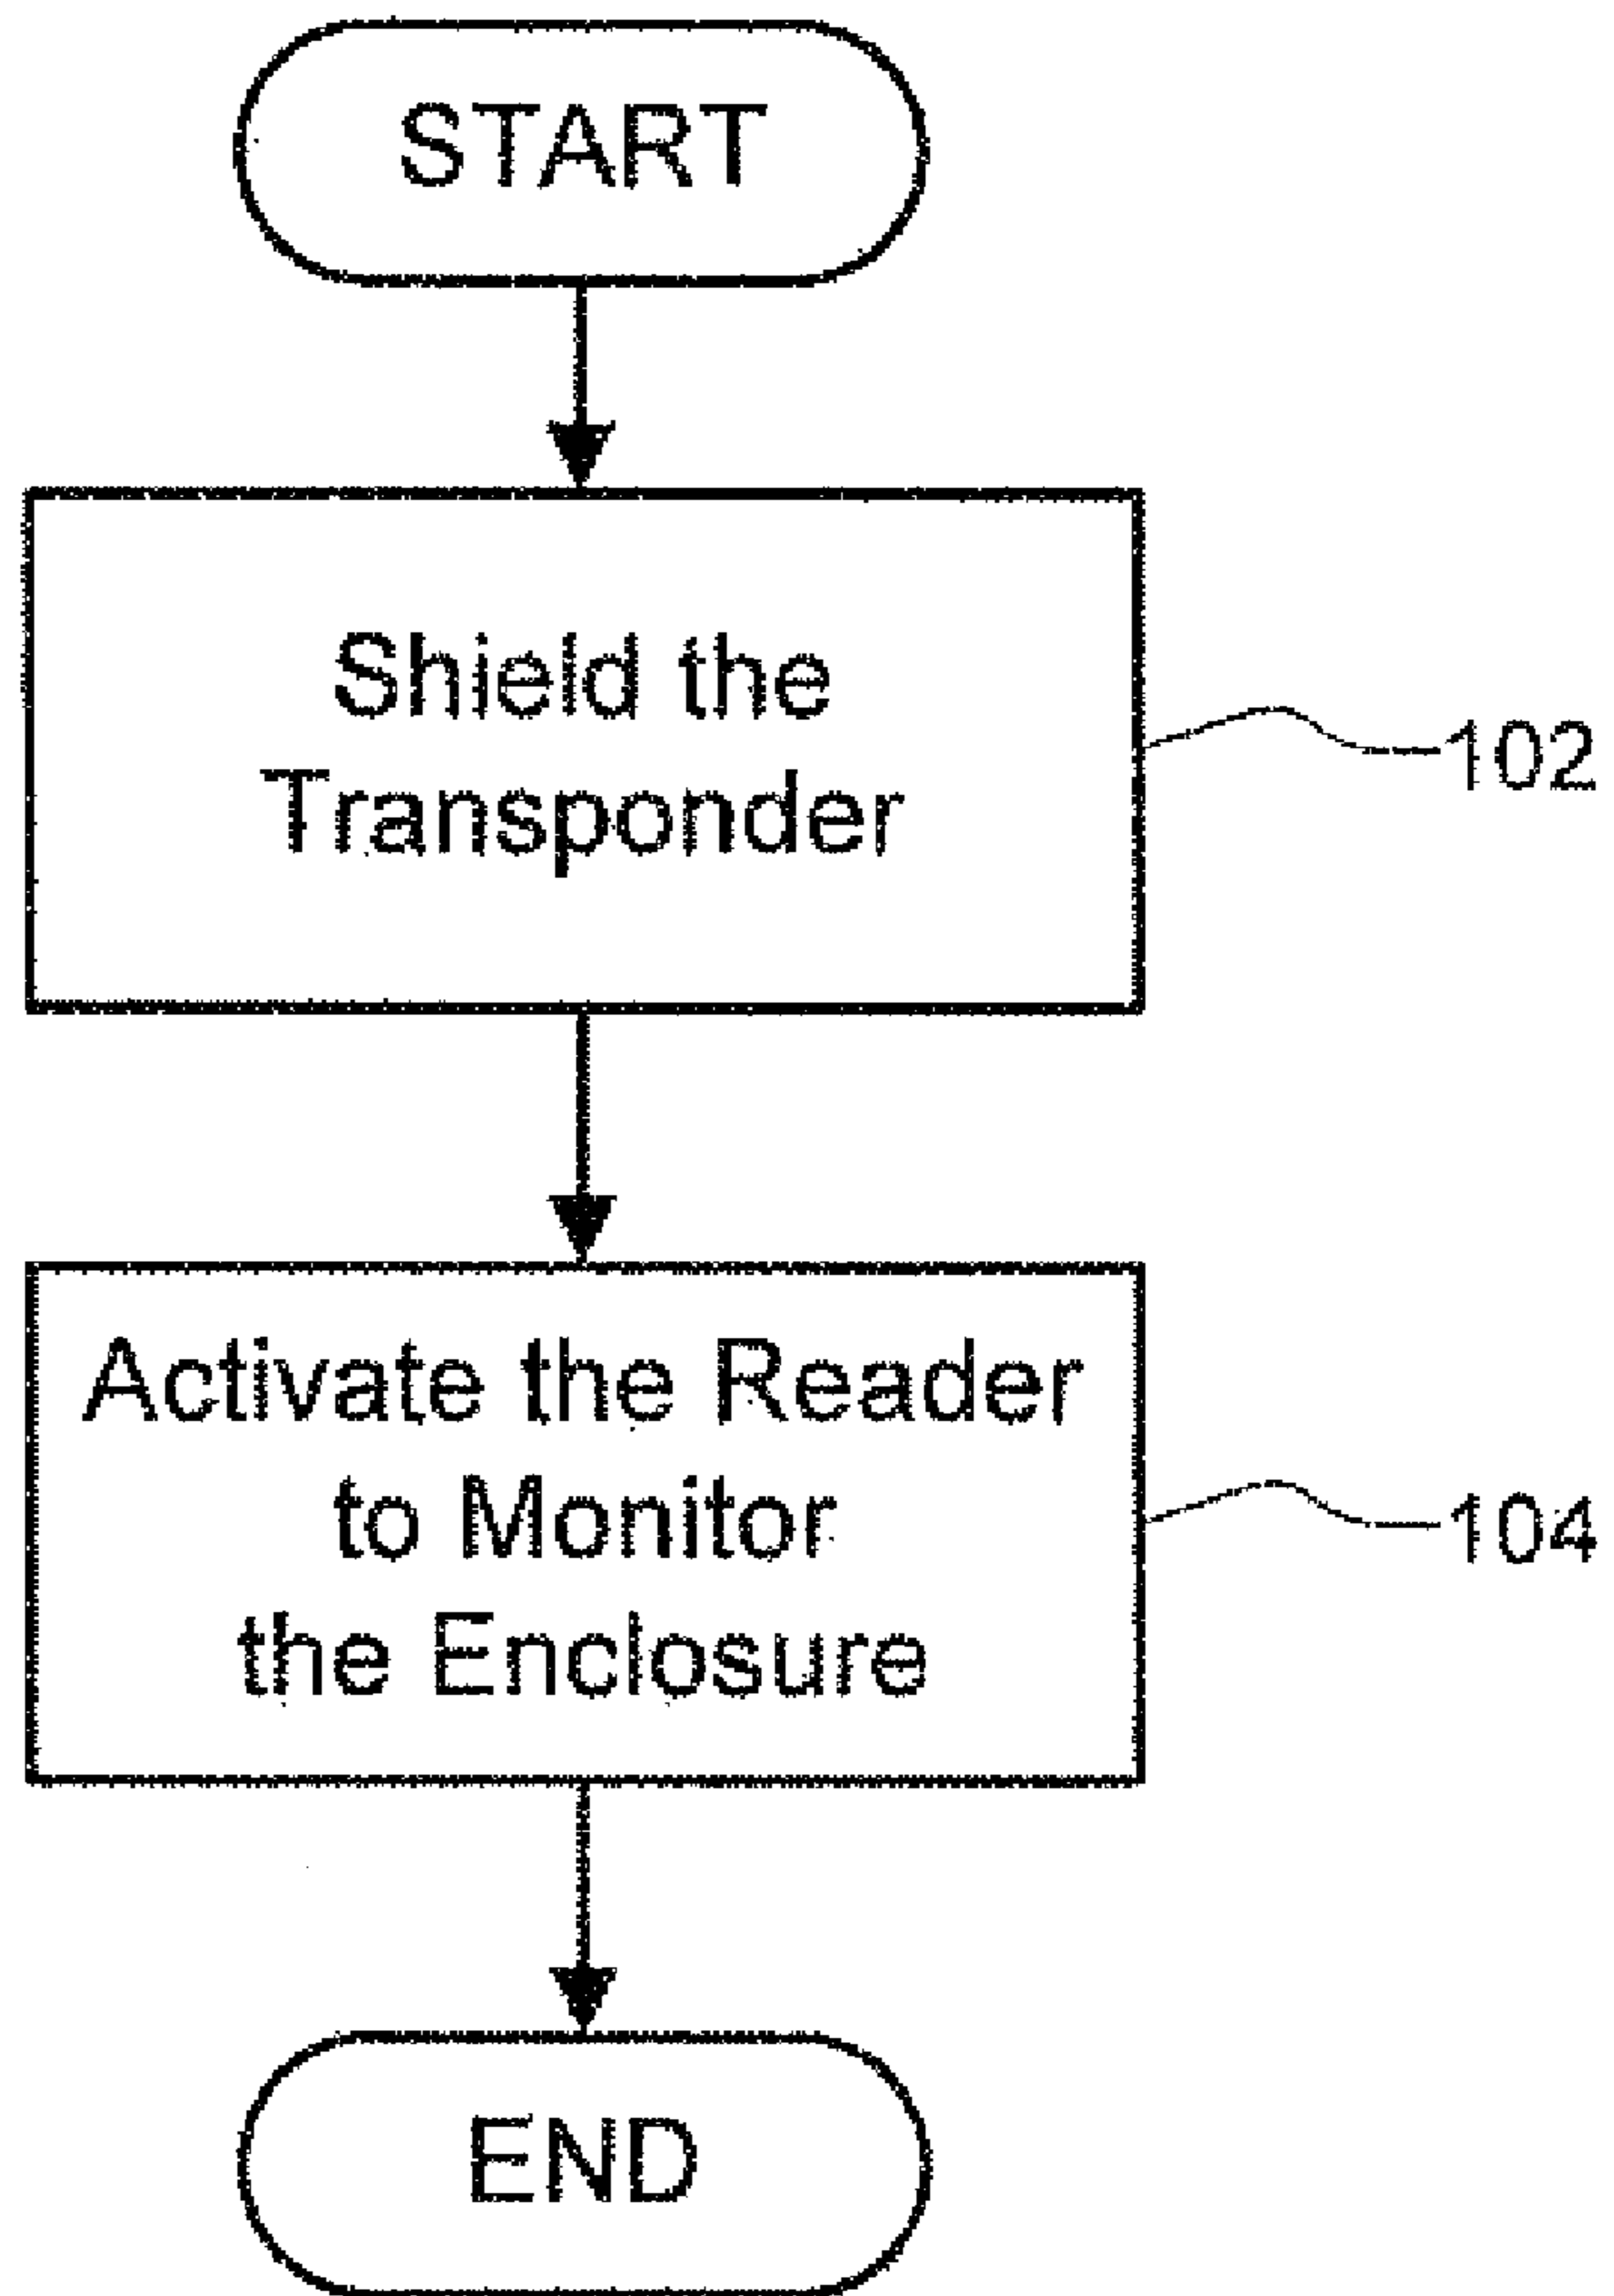 START
Shield the
Transponder
102
Activate the Reader
to Monitor
the Enclosure
104
END